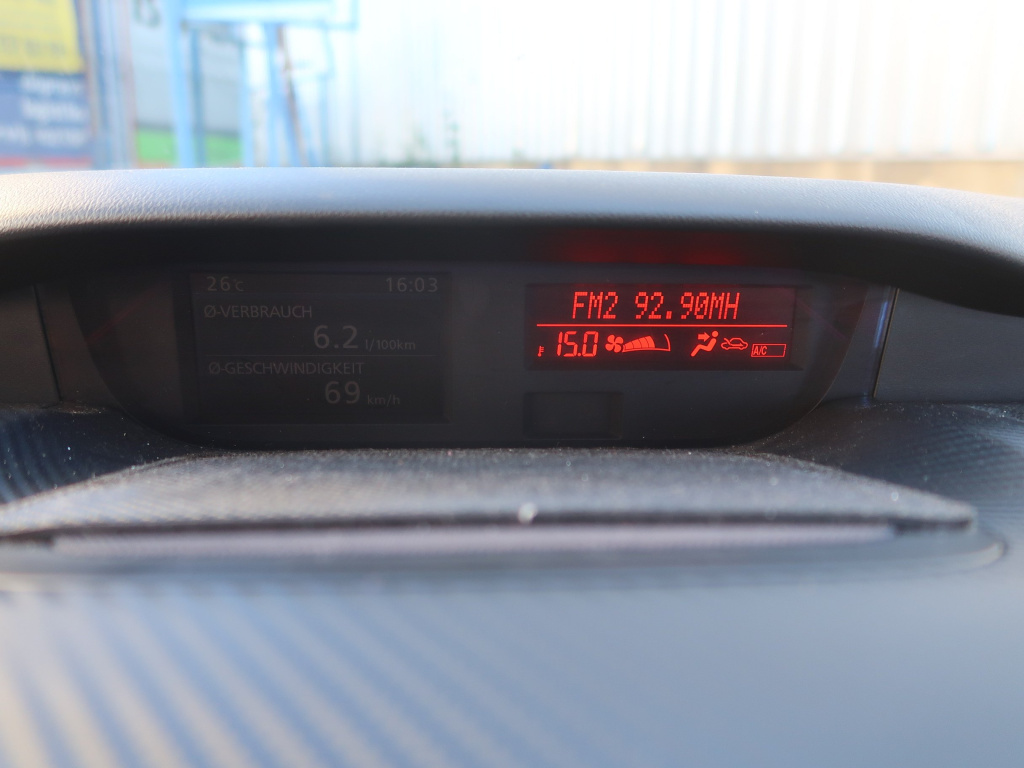 26 c 16:03
Ø-VERBRAUCH
6.2 l/100km
Ø-GESCHWINDIGKEIT
69 km/h
FM2 92.90MH
15.0 A/C